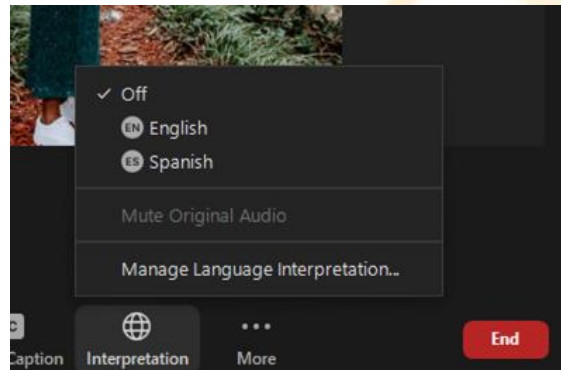 Off
EN English
ES Spanish
Mute Original Audio
Manage Language Interpretation...
Caption Interpretation More End